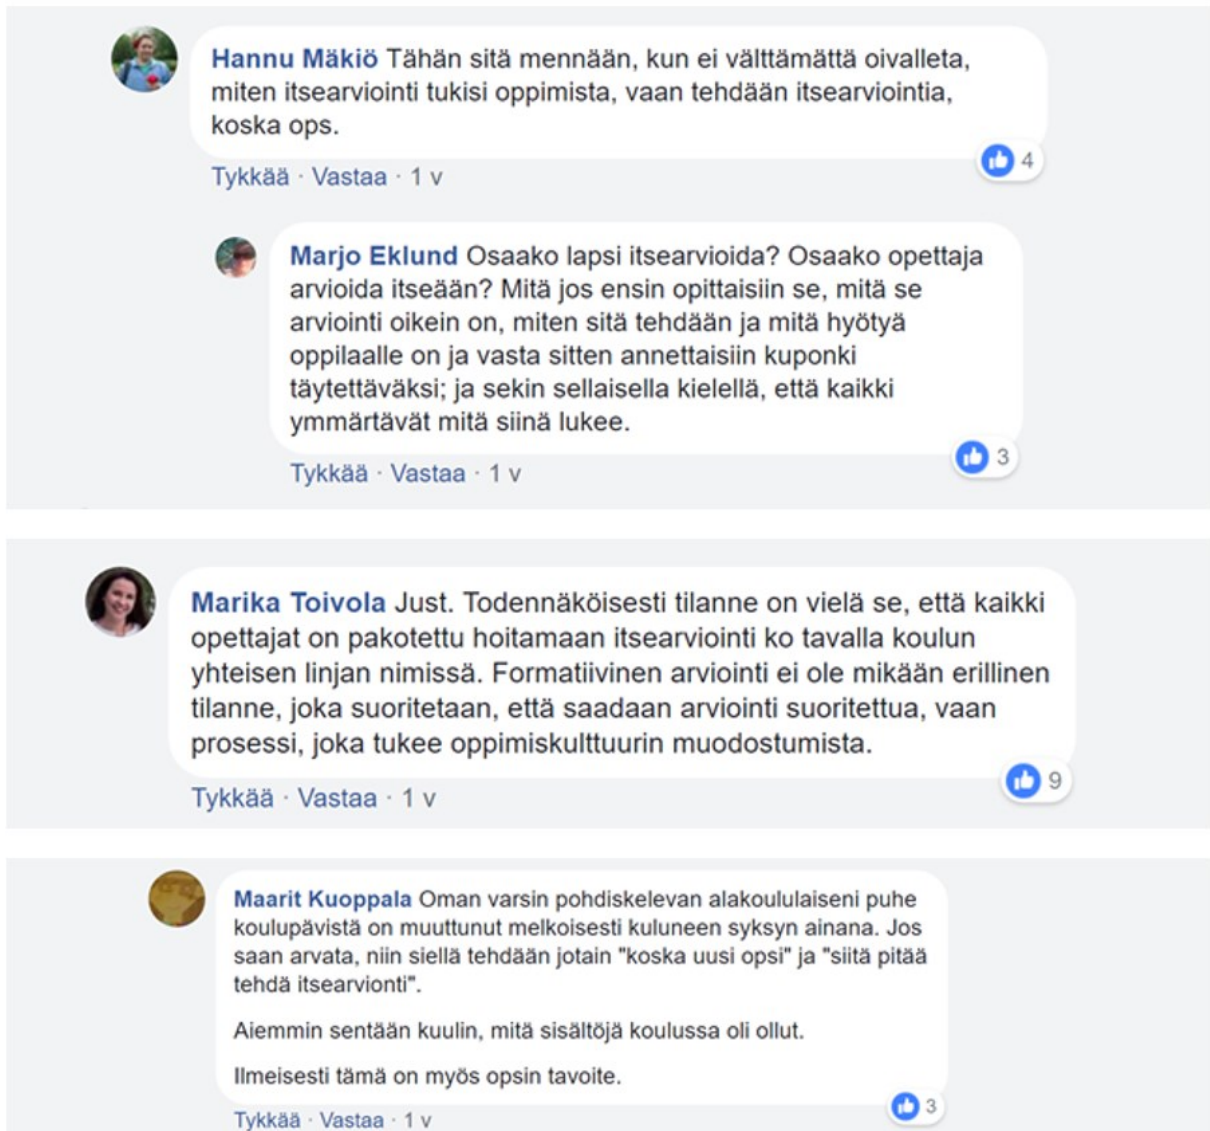 Hannu Mäkiö Tähän sitä mennään, kun ei välttämättä oivalleta,
miten itsearviointi tukisi oppimista, vaan tehdään itsearviointia,
koska ops.
4
Tykkää · Vastaa · 1 v
Marjo Eklund Osaako lapsi itsearvioida? Osaako opettaja
arvioida itseään? Mitä jos ensin opittaisiin se, mitä se
arviointi oikein on, miten sitä tehdään ja mitä hyötyä
oppilaalle on ja vasta sitten annettaisiin kuponki
täytettäväksi; ja sekin sellaisella kielellä, että kaikki
ymmärtävät mitä siinä lukee.
3
Tykkää · Vastaa · 1 v
Marika Toivola Just. Todennäköisesti tilanne on vielä se, että kaikki
opettajat on pakotettu hoitamaan itsearviointi ko tavalla koulun
yhteisen linjan nimissä. Formatiivinen arviointi ei ole mikään erillinen
tilanne, joka suoritetaan, että saadaan arviointi suoritettua, vaan
prosessi, joka tukee oppimiskulttuurin muodostumista.
9
Tykkää · Vastaa · 1 v
Maarit Kuoppala Oman varsin pohdiskelevan alakoululaiseni puhe
koulupävistä on muuttunut melkoisesti kuluneen syksyn ainana. Jos
saan arvata, niin siellä tehdään jotain "koska uusi opsi" ja "siitä pitää
tehdä itsearvionti".
Aiemmin sentään kuulin, mitä sisältöjä koulussa oli ollut.
Ilmeisesti tämä on myös opsin tavoite.
3
Tykkää · Vastaa · 1 v